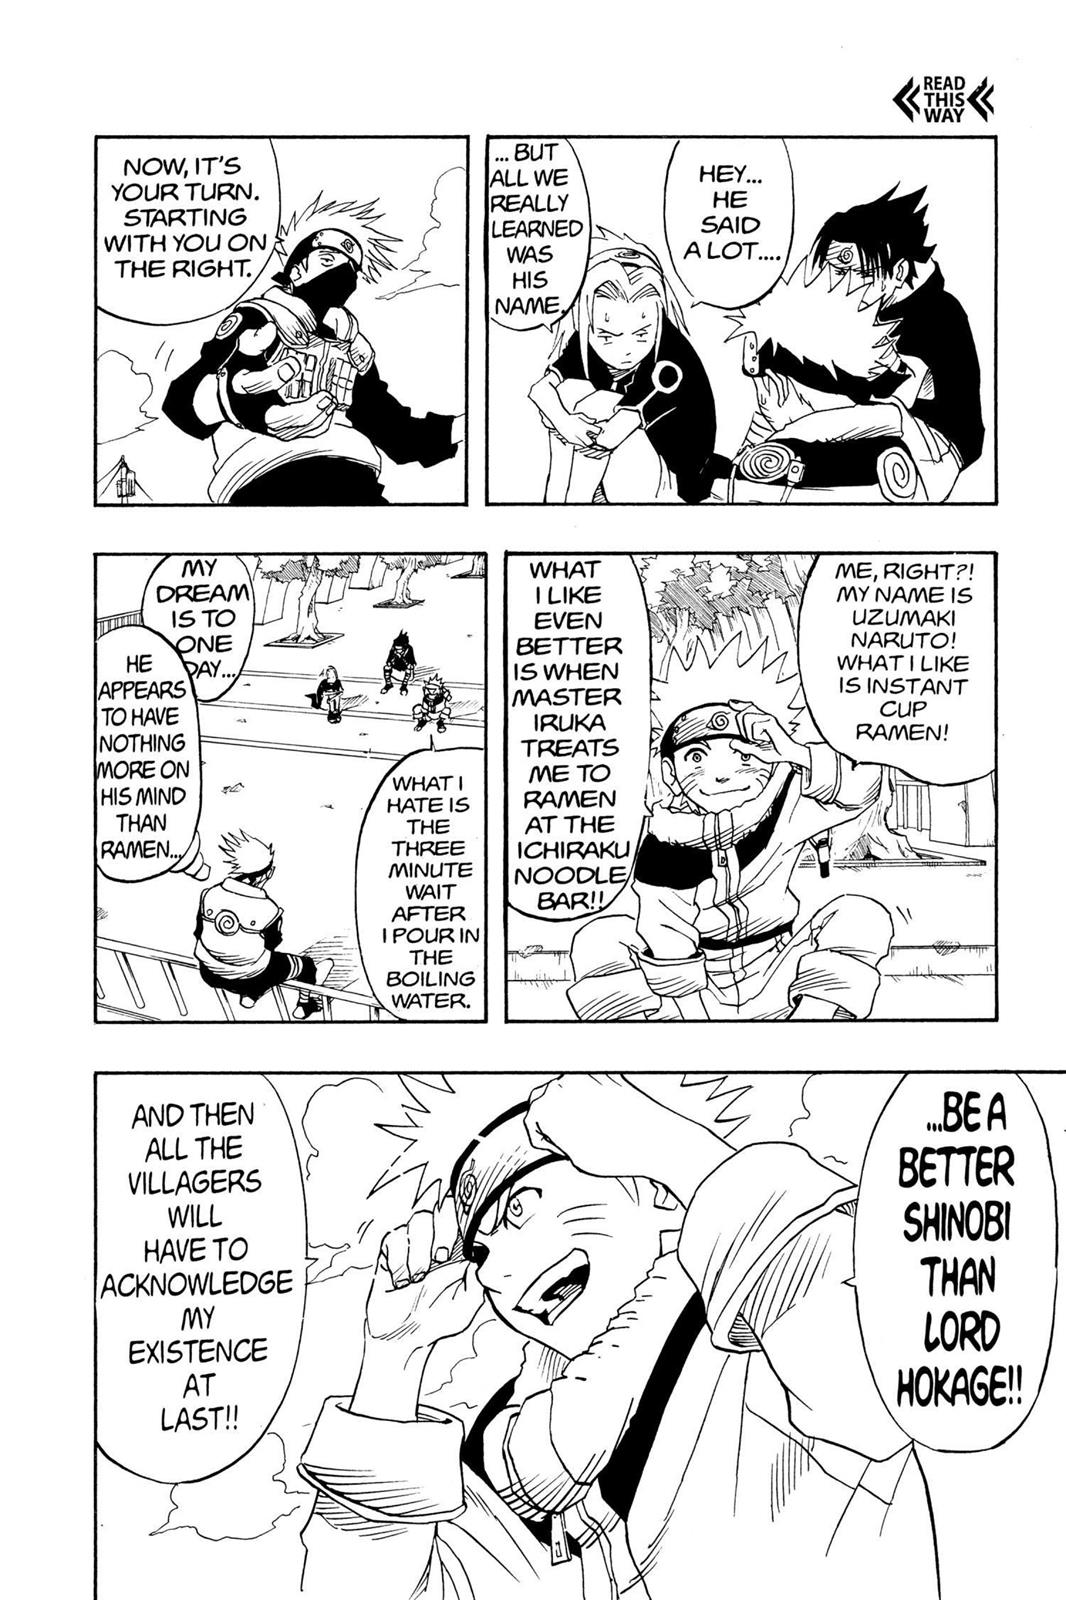 READ
THIS
WAY
HEY...
HE
SAID
A LOT....
... BUT
ALL WE
REALLY
LEARNED
WAS
HIS
NAME.
NOW, IT'S
YOUR TURN.
STARTING
WITH YOU ON
THE RIGHT.
ME, RIGHT?!
MY NAME IS
UZUMAKI
NARUTO!
WHAT I LIKE
IS INSTANT
CUP
RAMEN!
WHAT
I LIKE
EVEN
BETTER
IS WHEN
MASTER
IRUKA
TREATS
ME TO
RAMEN
AT THE
ICHIRAKU
NOODLE
BAR!!
WHAT I
HATE IS
THE
THREE
MINUTE
WAIT
AFTER
I POUR IN
THE
BOILING
WATER.
MY
DREAM
IS TO
ONE
DAY...
HE
APPEARS
TO HAVE
NOTHING
MORE ON
HIS MIND
THAN
RAMEN...
...BE A
BETTER
SHINOBI
THAN
LORD
HOKAGE!!
AND THEN
ALL THE
VILLAGERS
WILL
HAVE TO
ACKNOWLEDGE
MY
EXISTENCE
AT
LAST!!